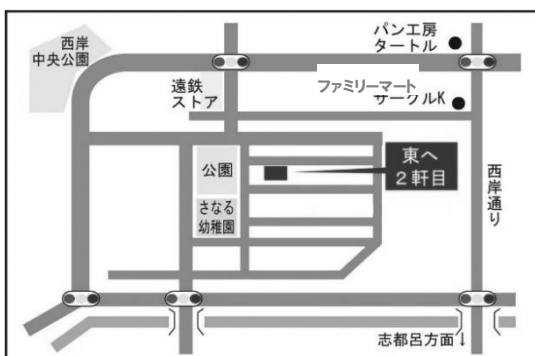 西岸
中央公園
パン工房
タートル
遠鉄
ストア
ファミリーマート
サークルK
公園
東へ
2軒目
さなる
幼稚園
西岸通り
志都呂方面↓